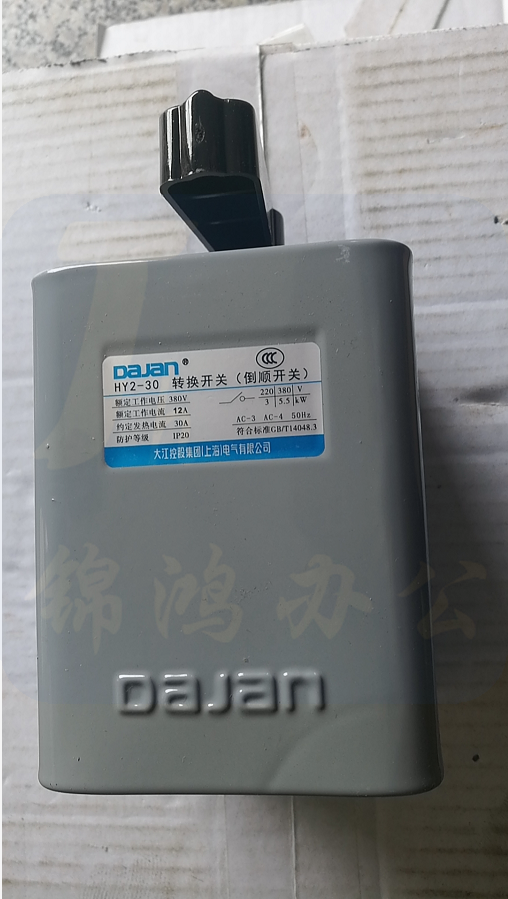 DAJAN®
CCC
HY2-30 转换开关（倒顺开关）
额定工作电压 380V
额定工作电流 12A
约定发热电流 30A
防护等级 IP20
220 380 V
3 5.5 kW
AC-3 AC-4 50Hz
符合标准GB/T14048.3
大江控股集团(上海)电气有限公司
锦鸿办公
DAJAN